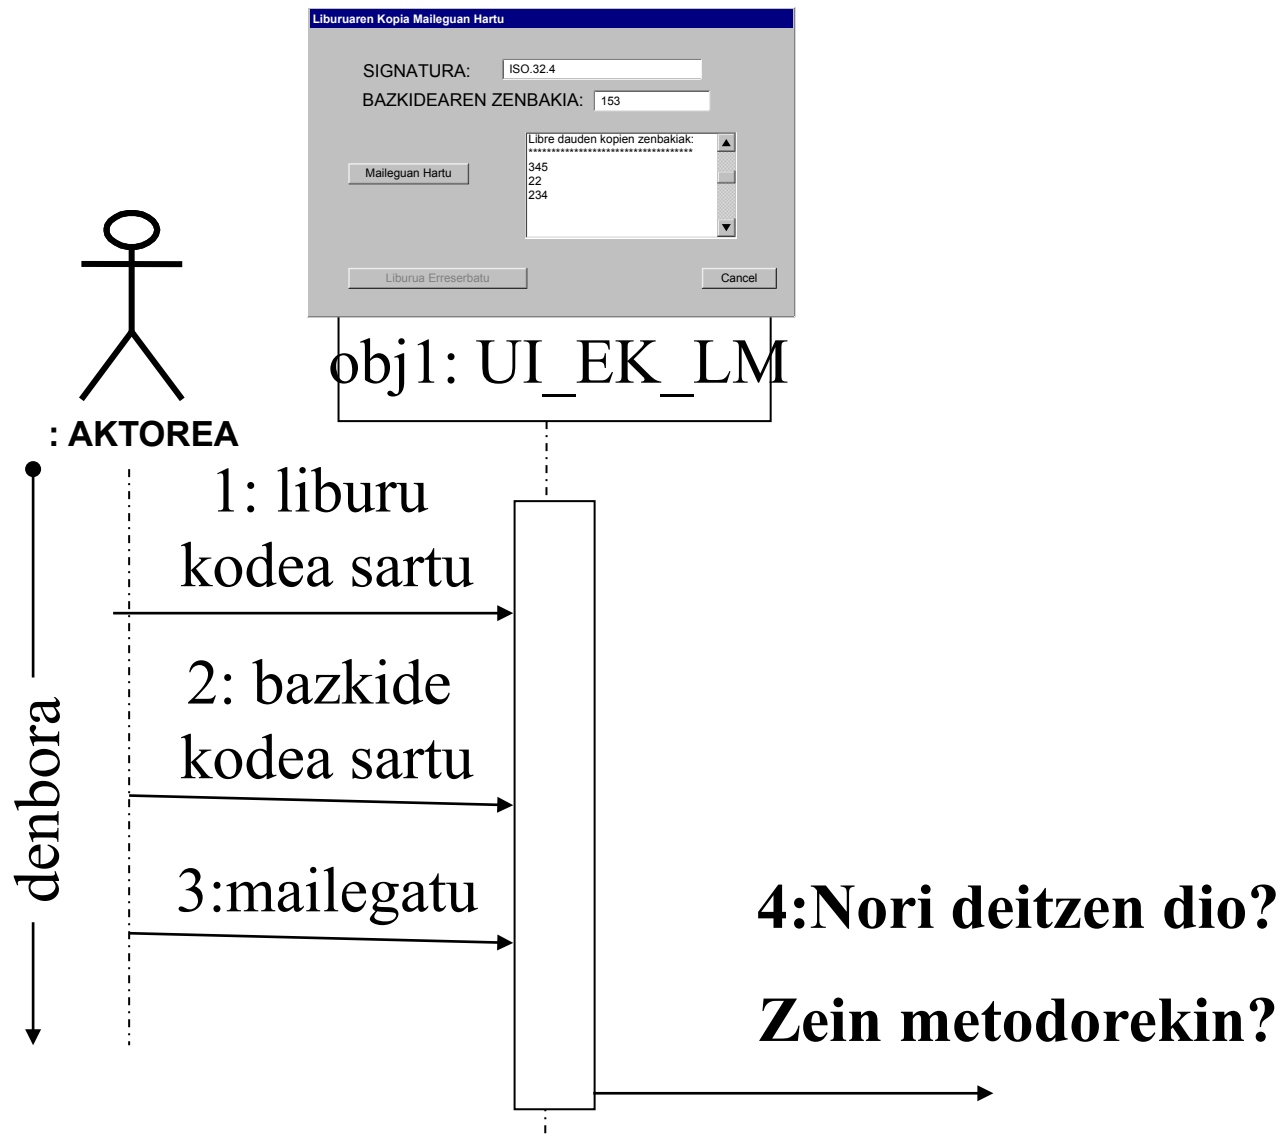 Liburuaren Kopia Maileguan Hartu
SIGNATURA: ISO.32.4
BAZKIDEAREN ZENBAKIA: 153
Libre dauden kopien zenbakiak:
************************************
345
22
234
Maileguan Hartu
Liburua Erreserbatu
Cancel
obj1: UI_EK_LM
: AKTOREA
1: liburu
kodea sartu
2: bazkide
kodea sartu
denbora
3:mailegatu
4:Nori deitzen dio?
Zein metodorekin?